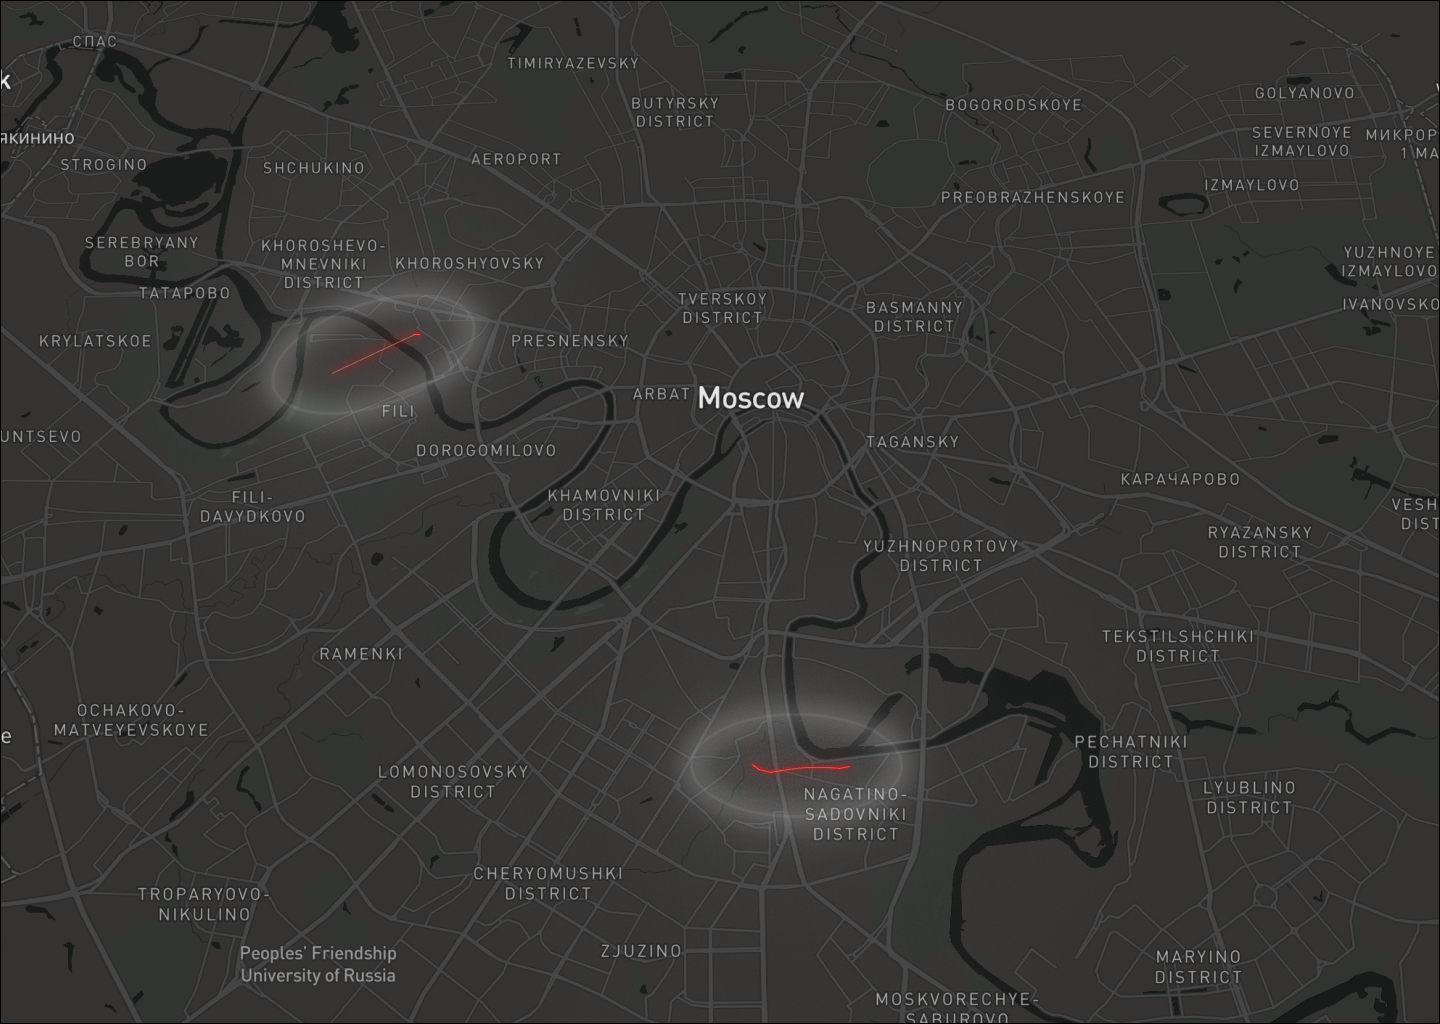 СПАС
TIMIRYAZEVSKY
BUTYRSKY
DISTRICT
BOGORODSKOYE
GOLYANOVO
SEVERNOYE
IZMAYLOVO
МИКРОР
1 МА
k
ЯКИНИНО
STROGINO
SHCHUKINO
AEROPORT
PREOBRAZHENSKOYE
IZMAYLOVO
SEREBRYANY
BOR
KHOROSHEVO-
MNEVNIKI
DISTRICT
KHOROSHYOVSKY
YUZHNOYE
IZMAYLOVO
ТАТАРОВО
TVERSKOY
DISTRICT
BASMANNY
DISTRICT
IVANOVSKO
KRYLATSKOE
PRESNENSKY
ARBAT
Moscow
FILI
UNTSEVO
DOROGOMILOVO
TAGANSKY
КАРАЧАРОВО
FILI-
DAVYDKOVO
KHAMOVNIKI
DISTRICT
VESH
DIST
RYAZANSKY
DISTRICT
YUZHNOPORTOVY
DISTRICT
RAMENKI
TEKSTILSHCHIKI
DISTRICT
OCHAKOVO-
MATVEYEVSKOYE
e
PECHATNIKI
DISTRICT
LOMONOSOVSKY
DISTRICT
NAGATINO-
SADOVNIKI
DISTRICT
LYUBLINO
DISTRICT
CHERYOMUSHKI
DISTRICT
TROPARYOVO-
NIKULINO
Peoples' Friendship
University of Russia
ZJUZINO
MARYINO
DISTRICT
MOSKVORECHYE-
SABUROVO